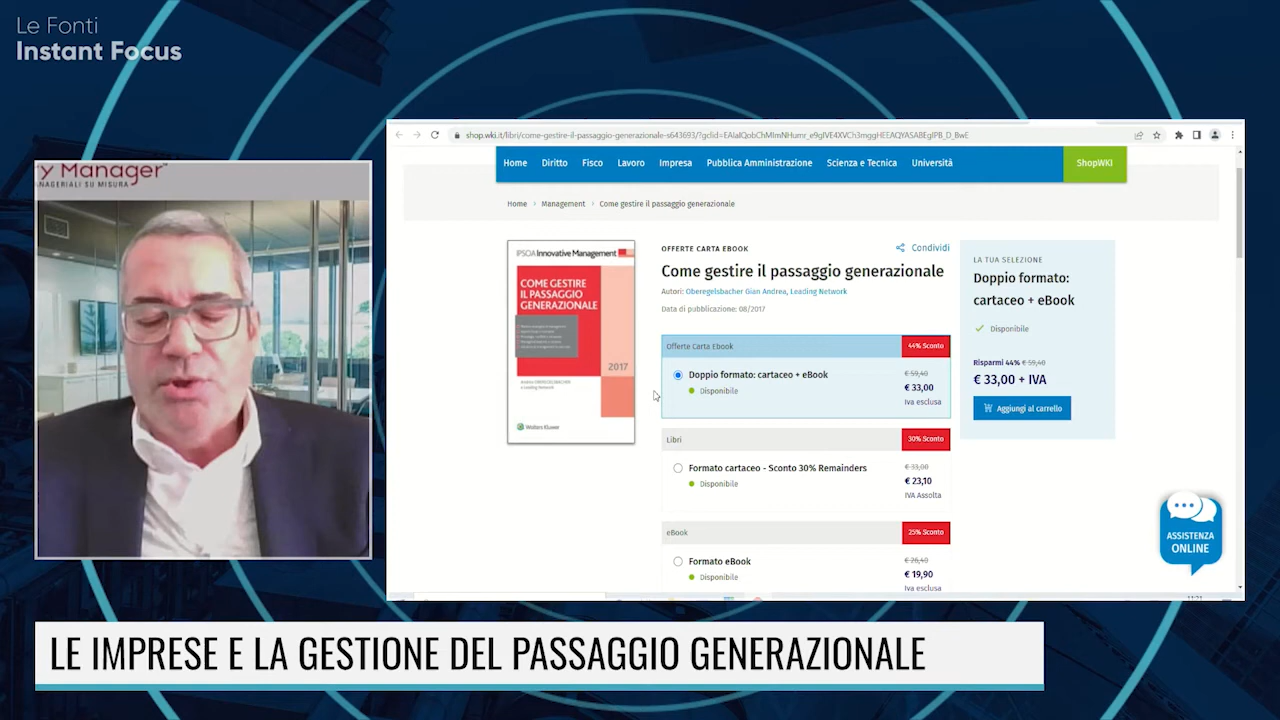 Le Fonti
Instant Focus
y Manager™
ANAGERIALI SU MISURA
shop.wki.it/libri/come-gestire-il-passaggio-generazionale-s643693/
Home Diritto Fisco Lavoro Impresa Pubblica Amministrazione Scienza e Tecnica Università ShopWKI
Home › Management › Come gestire il passaggio generazionale
IPSOA Innovative Management
COME GESTIRE
IL PASSAGGIO
GENERAZIONALE
2017
Andrea OBEREGELSBACHER
e Leading Network
Wolters Kluwer
OFFERTE CARTA EBOOK
Condividi
Come gestire il passaggio generazionale
Autori: Oberegelsbacher Gian Andrea, Leading Network
Data di pubblicazione: 08/2017
Offerte Carta Ebook 44% Sconto
Doppio formato: cartaceo + eBook € 59,40
Disponibile € 33,00
IVA esclusa
Libri 30% Sconto
Formato cartaceo - Sconto 30% Remainders € 33,00
Disponibile € 23,10
IVA Assolta
eBook 25% Sconto
Formato eBook € 26,40
Disponibile € 19,90
IVA esclusa
LA TUA SELEZIONE
Doppio formato:
cartaceo + eBook
Disponibile
Risparmi 44% € 59,40
€ 33,00 + IVA
Aggiungi al carrello
ASSISTENZA
ONLINE
LE IMPRESE E LA GESTIONE DEL PASSAGGIO GENERAZIONALE